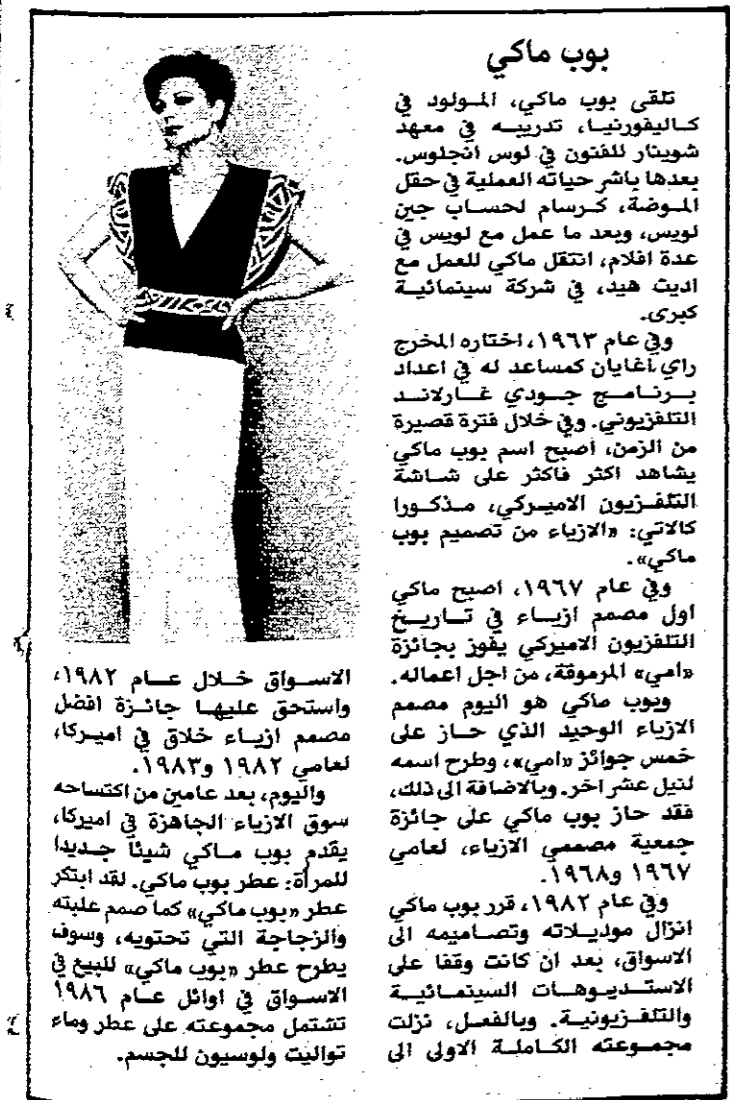 بوب ماكي
تلقى بوب ماكي، المولود في
كاليفورنيا، تدريبه في معهد
شوينار للفنون في لوس انجلوس.
بعدها باشر حياته العملية في حقل
الموضة، كرسام لحساب جين
لويس، وبعد ما عمل مع لويس في
عدة افلام، انتقل ماكي للعمل مع
اديث هيد، في شركة سينمائية
كبرى.
وفي عام ١٩٦٣، اختاره المخرج
راي أغايان كمساعد له في اعداد
برنامج جودي غارلاند
التلفزيوني. وفي خلال فترة قصيرة
من الزمن، أصبح اسم بوب ماكي
يشاهد اكثر فاكثر على شاشة
التلفزيون الاميركي، مذكورا
كالاتي: «الازياء من تصميم بوب
ماكي».
وفي عام ١٩٦٧، اصبح ماكي
اول مصمم ازياء في تاريخ
التلفزيون الاميركي يفوز بجائزة
«امي» المرموقة، من اجل اعماله.
وبوب ماكي هو اليوم مصمم
الازياء الوحيد الذي حاز على
خمس جوائز «امي»، وطرح اسمه
لنيل عشر اخر. وبالاضافة الى ذلك،
فقد حاز بوب ماكي على جائزة
جمعية مصممي الازياء، لعامي
١٩٦٧ و١٩٦٨.
وفي عام ١٩٨٢، قرر بوب ماكي
انزال موديلاته وتصاميمه الى
الاسواق، بعد ان كانت وقفا على
الاستديوهات السينمائية
والتلفزيونية. وبالفعل، نزلت
مجموعته الكاملة الاولى الى
الاسواق خلال عام ١٩٨٢،
واستحق عليها جائزة افضل
مصمم ازياء خلاق في اميركا،
لعامي ١٩٨٢ و١٩٨٣.
واليوم، بعد عامين من اكتساحه
سوق الازياء الجاهزة في اميركا،
يقدم بوب ماكي شيئا جديدا
للمرأة: عطر بوب ماكي. لقد ابتكر
عطر «بوب ماكي» كما صمم علبته
والزجاجة التي تحتويه، وسوف
يطرح عطر «بوب ماكي» للبيع في
الاسواق في اوائل عام ١٩٨٦
تشتمل مجموعته على عطر وماء
تواليت ولوسيون للجسم.